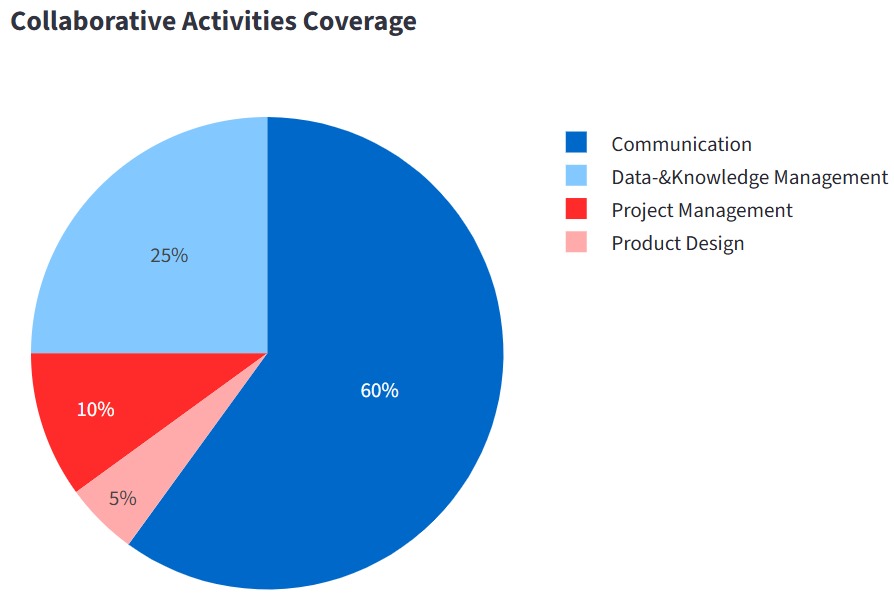 Collaborative Activities Coverage
Communication
Data-&Knowledge Management
Project Management
Product Design
25%
60%
10%
5%